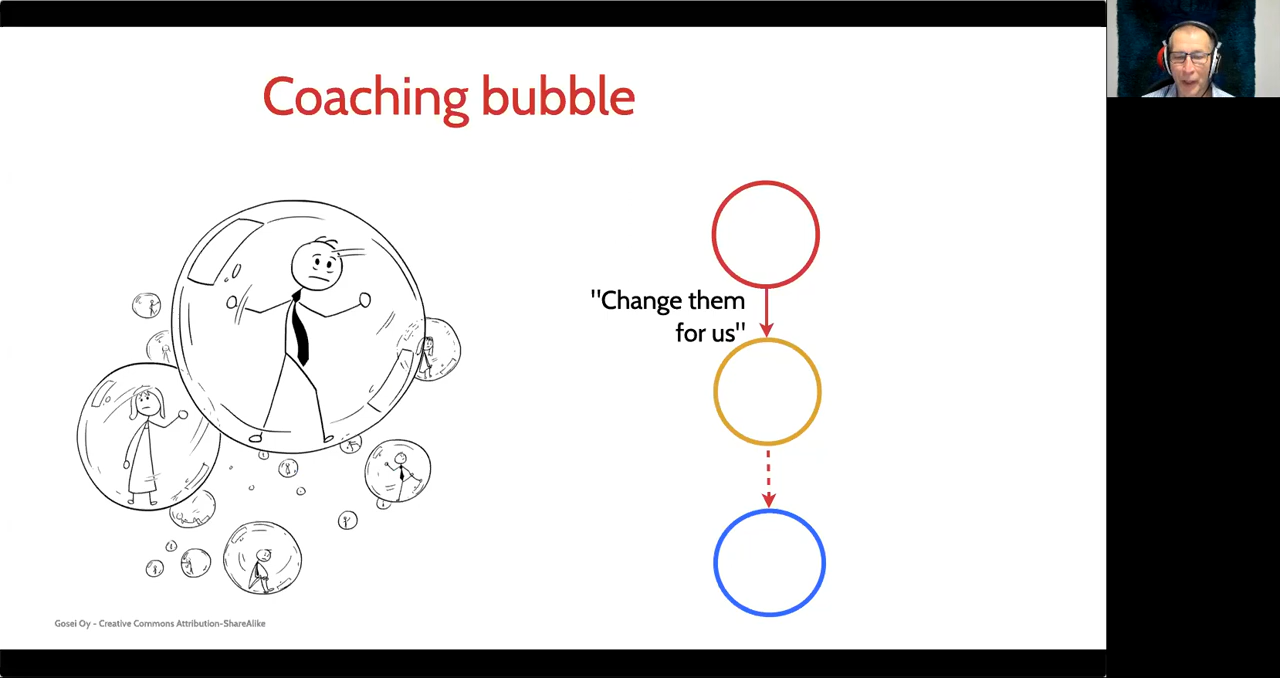 Coaching bubble
"Change them
for us"
Gosei Oy - Creative Commons Attribution-ShareAlike